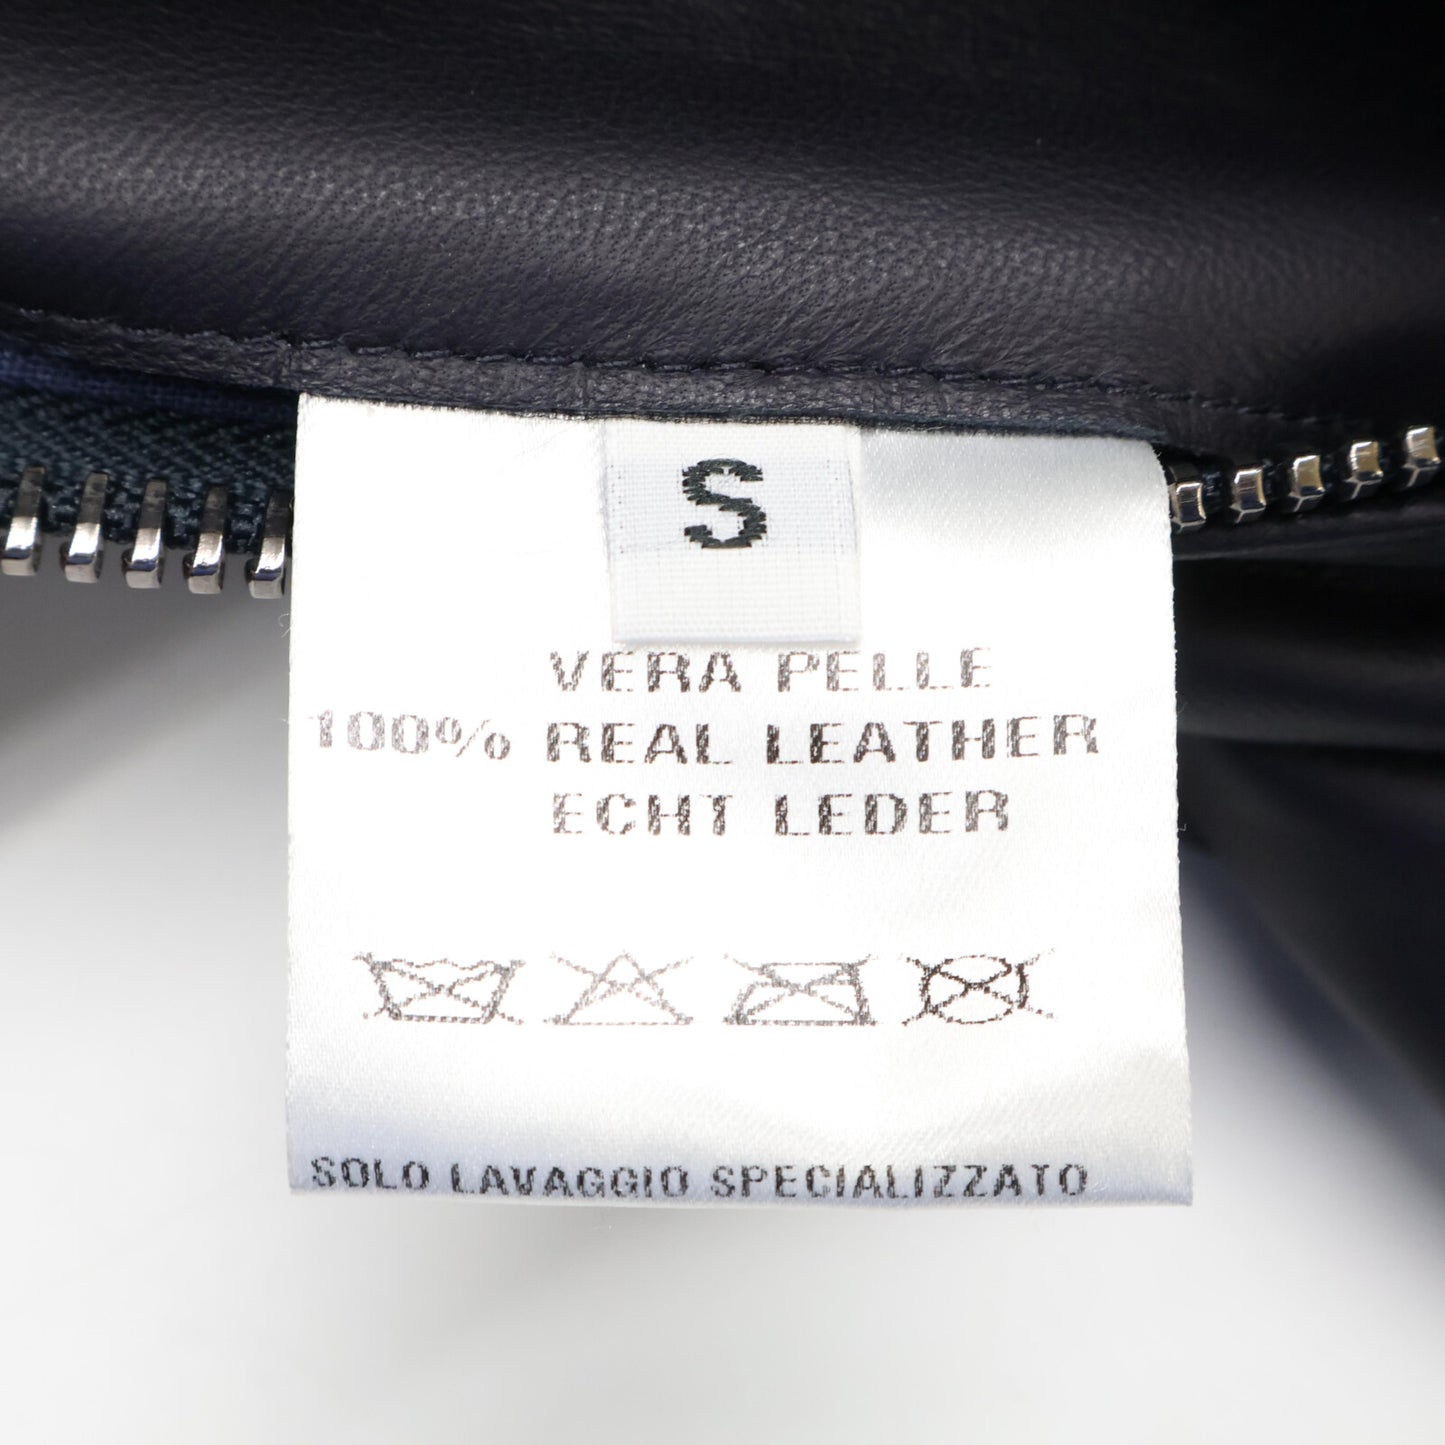 S
VERA PELLE
100% REAL LEATHER
ECHT LEDER
SOLO LAVAGGIO SPECIALIZZATO